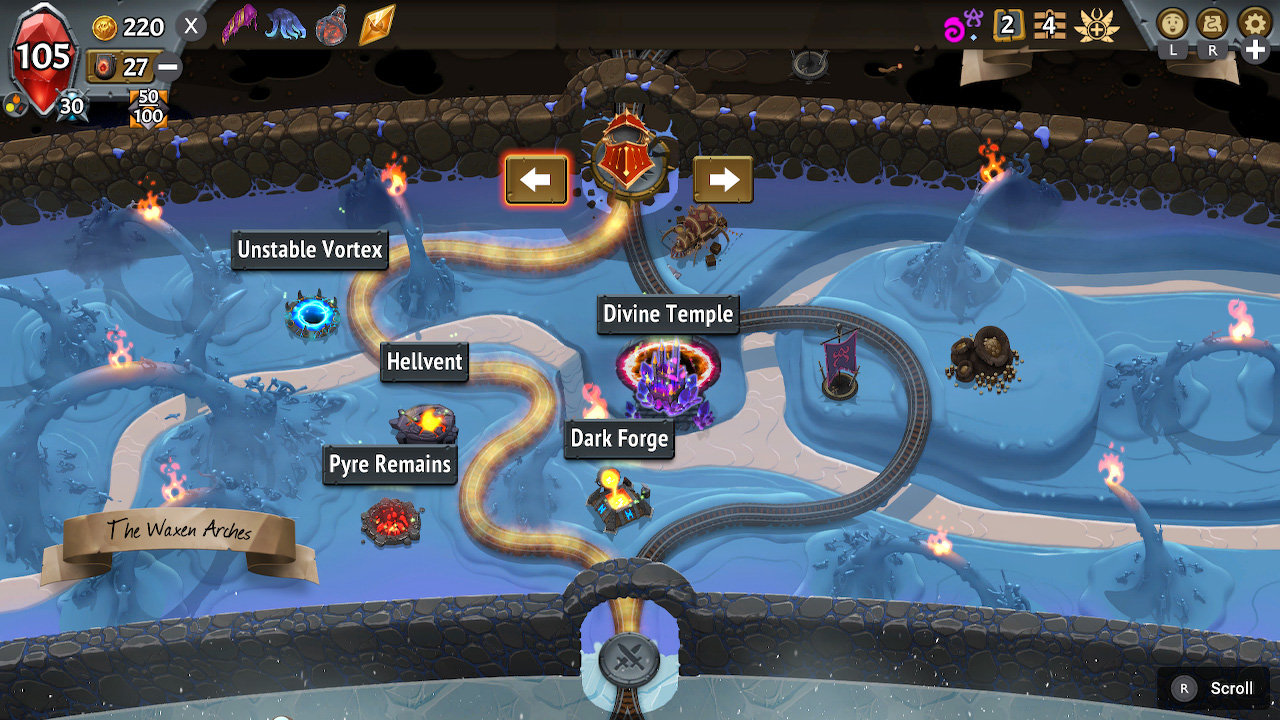 105
220
X
27
30
50
100
2
4
L
R
Unstable Vortex
Divine Temple
Hellvent
Dark Forge
Pyre Remains
The Waxen Arches
R Scroll